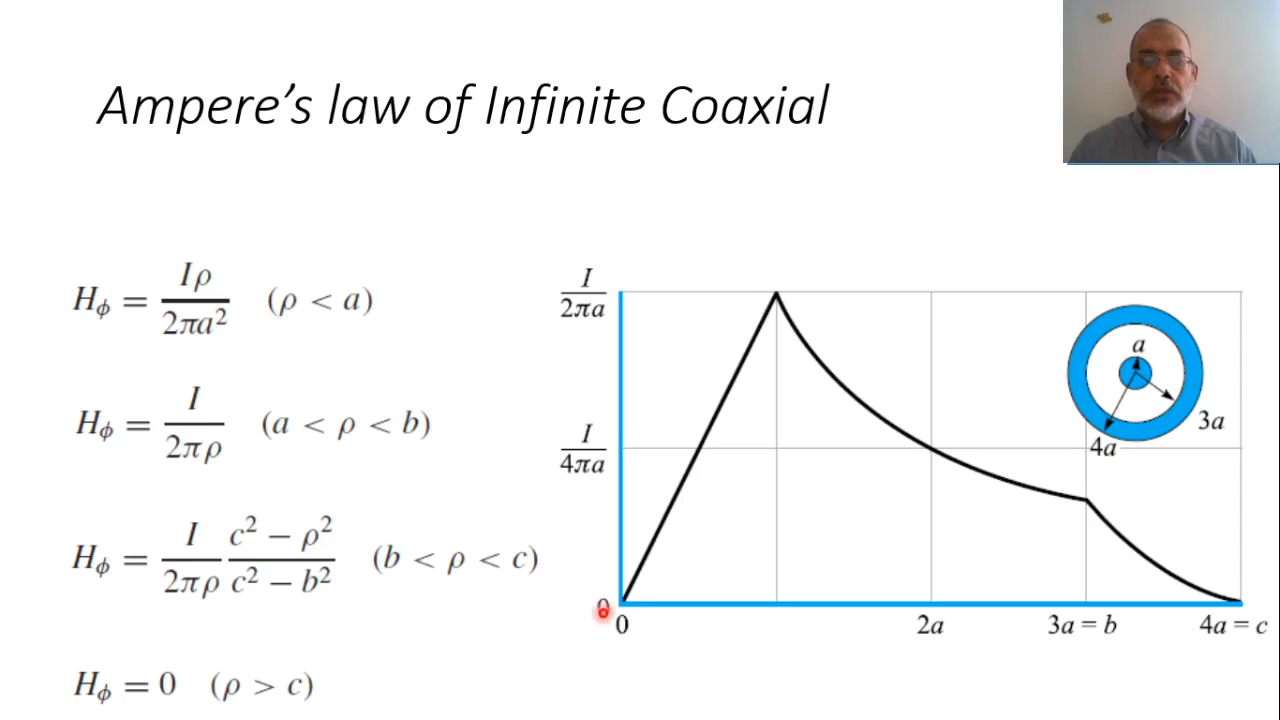 Ampere's law of Infinite Coaxial
H_ϕ = Iρ / 2πa² (ρ < a)
H_ϕ = I / 2πρ (a < ρ < b)
H_ϕ = I / 2πρ c² − ρ² / c² − b² (b < ρ < c)
H_ϕ = 0 (ρ > c)
I / 2πa
I / 4πa
0
0 2a 3a = b 4a = c
a
3a
4a